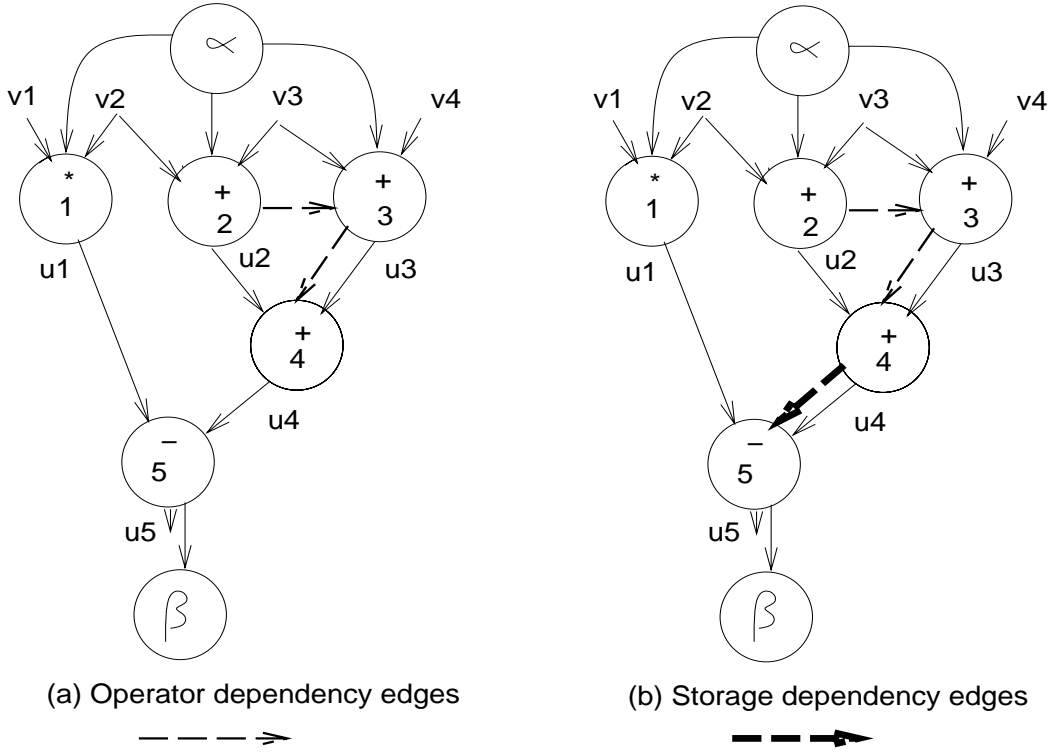 ∝ ∝
v1 v2 v3 v4 v1 v2 v3 v4
* + + * + +
1 2 3 1 2 3
u1 u2 u3 u1 u2 u3
+ +
4 4
u4 u4
− −
5 5
u5 u5
β β
(a) Operator dependency edges (b) Storage dependency edges